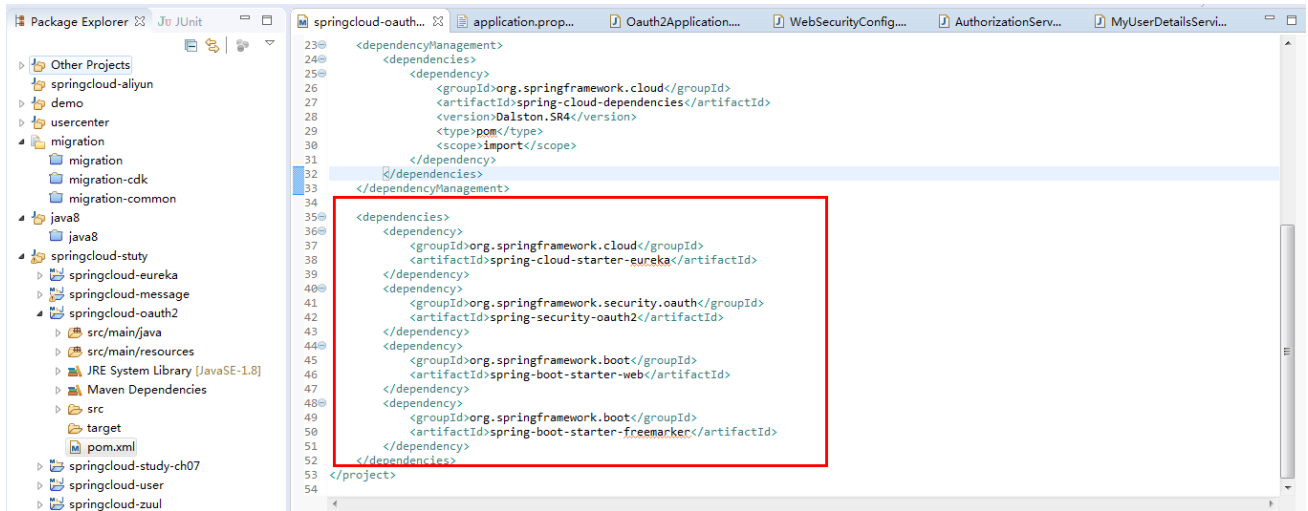 Package Explorer
JUnit
Other Projects
springcloud-aliyun
demo
usercenter
migration
migration
migration-cdk
migration-common
java8
java8
springcloud-stuty
springcloud-eureka
springcloud-message
springcloud-oauth2
src/main/java
src/main/resources
JRE System Library [JavaSE-1.8]
Maven Dependencies
src
target
pom.xml
springcloud-study-ch07
springcloud-user
springcloud-zuul
springcloud-oauth...
application.prop...
Oauth2Application....
WebSecurityConfig....
AuthorizationServ...
MyUserDetailsServi...
23 <dependencyManagement>
24 <dependencies>
25 <dependency>
26 <groupId>org.springframework.cloud</groupId>
27 <artifactId>spring-cloud-dependencies</artifactId>
28 <version>Dalston.SR4</version>
29 <type>pom</type>
30 <scope>import</scope>
31 </dependency>
32 </dependencies>
33 </dependencyManagement>
34
35 <dependencies>
36 <dependency>
37 <groupId>org.springframework.cloud</groupId>
38 <artifactId>spring-cloud-starter-eureka</artifactId>
39 </dependency>
40 <dependency>
41 <groupId>org.springframework.security.oauth</groupId>
42 <artifactId>spring-security-oauth2</artifactId>
43 </dependency>
44 <dependency>
45 <groupId>org.springframework.boot</groupId>
46 <artifactId>spring-boot-starter-web</artifactId>
47 </dependency>
48 <dependency>
49 <groupId>org.springframework.boot</groupId>
50 <artifactId>spring-boot-starter-freemarker</artifactId>
51 </dependency>
52 </dependencies>
53 </project>
54